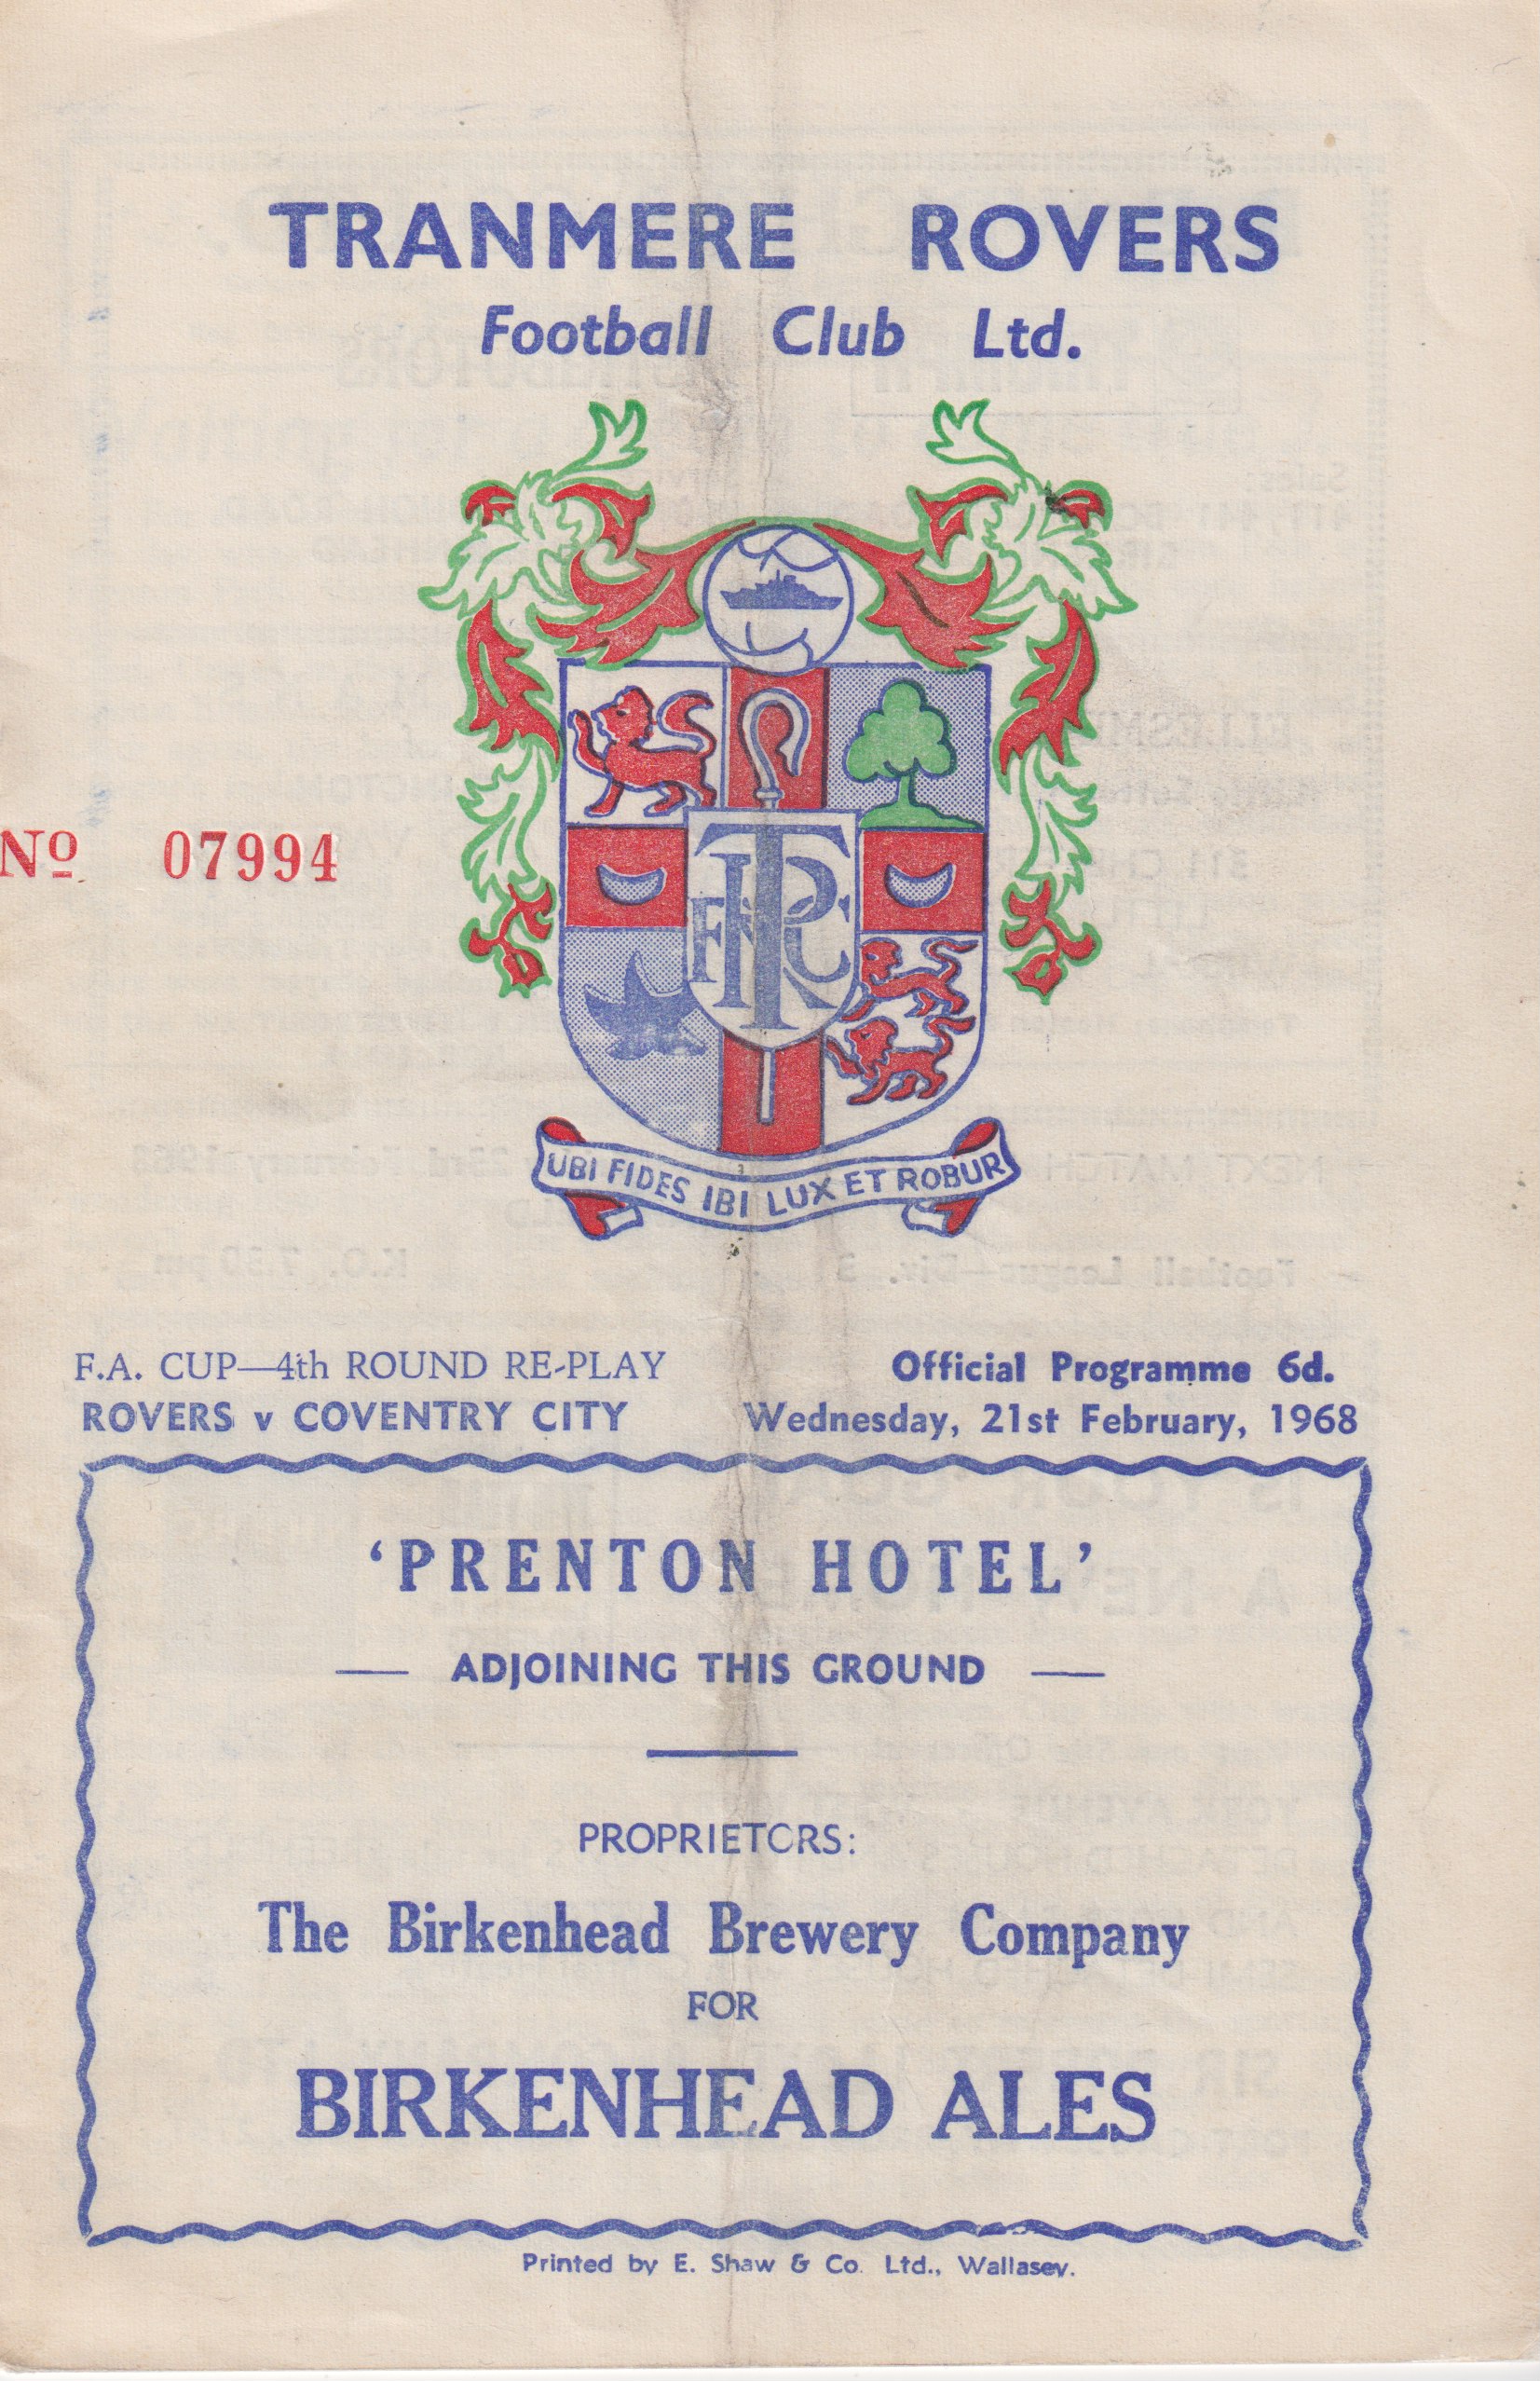 TRANMERE ROVERS
Football Club Ltd.
No 07994
TRFC
UBI FIDES IBI LUX ET ROBUR
F.A. CUP—4th ROUND RE-PLAY
Official Programme 6d.
ROVERS v COVENTRY CITY
Wednesday, 21st February, 1968
'PRENTON HOTEL'
— ADJOINING THIS GROUND —
PROPRIETORS:
The Birkenhead Brewery Company
FOR
BIRKENHEAD ALES
Printed by E. Shaw & Co. Ltd., Wallasey.